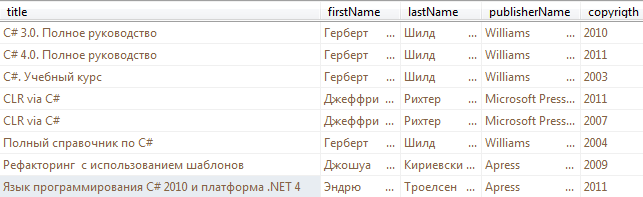 title firstName lastName publisherName copyrigth
C# 3.0. Полное руководство Герберт ... Шилд ... Williams ... 2010
C# 4.0. Полное руководство Герберт ... Шилд ... Williams ... 2011
C#. Учебный курс Герберт ... Шилд ... Williams ... 2003
CLR via C# Джеффри ... Рихтер ... Microsoft Press... 2011
CLR via C# Джеффри ... Рихтер ... Microsoft Press... 2007
Полный справочник по C# Герберт ... Шилд ... Williams ... 2004
Рефакторинг с использованием шаблонов Джошуа ... Кириевски... Apress ... 2009
Язык программирования C# 2010 и платформа .NET 4 Эндрю ... Троелсен ... Apress ... 2011